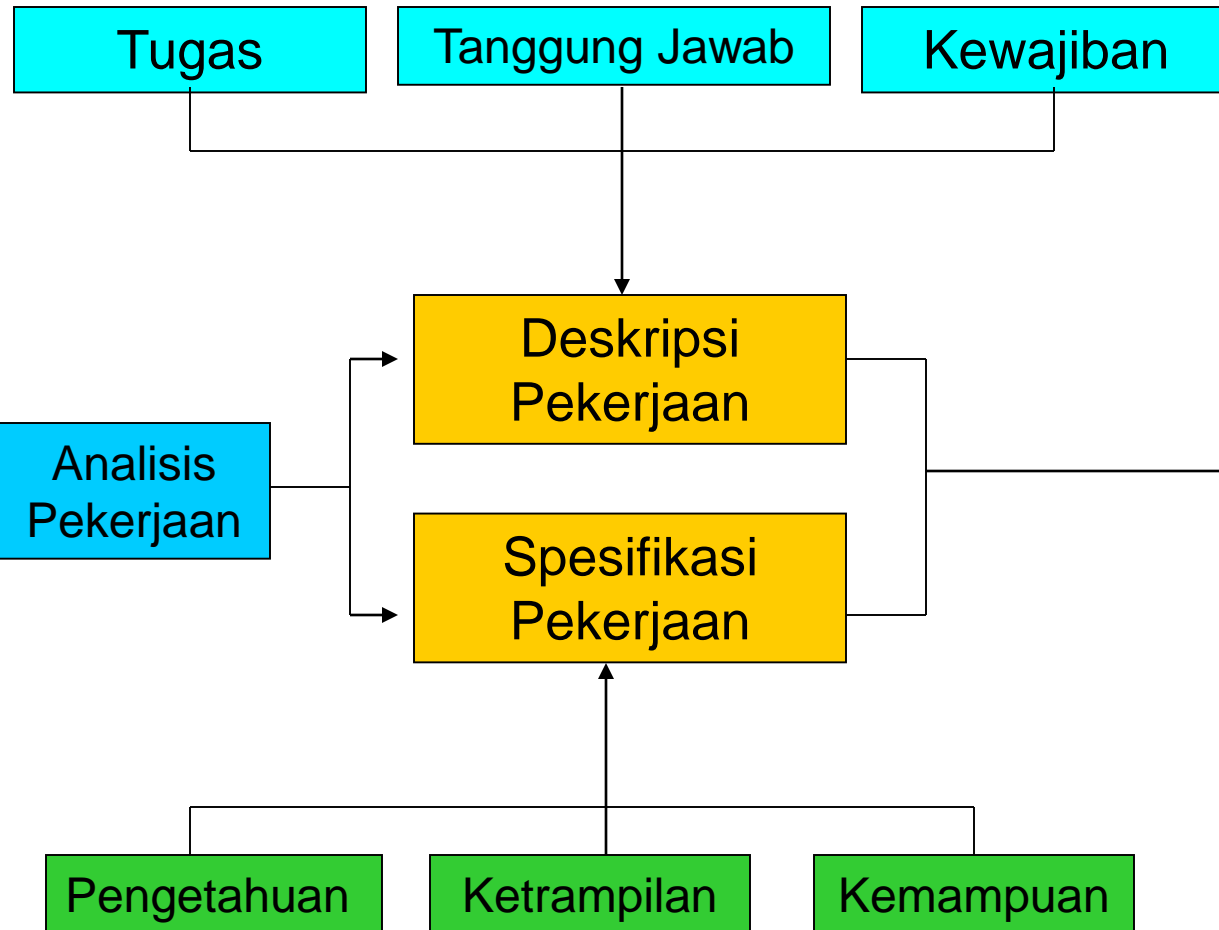 Tugas
Tanggung Jawab
Kewajiban
Deskripsi
Pekerjaan
Analisis
Pekerjaan
Spesifikasi
Pekerjaan
Pengetahuan
Ketrampilan
Kemampuan